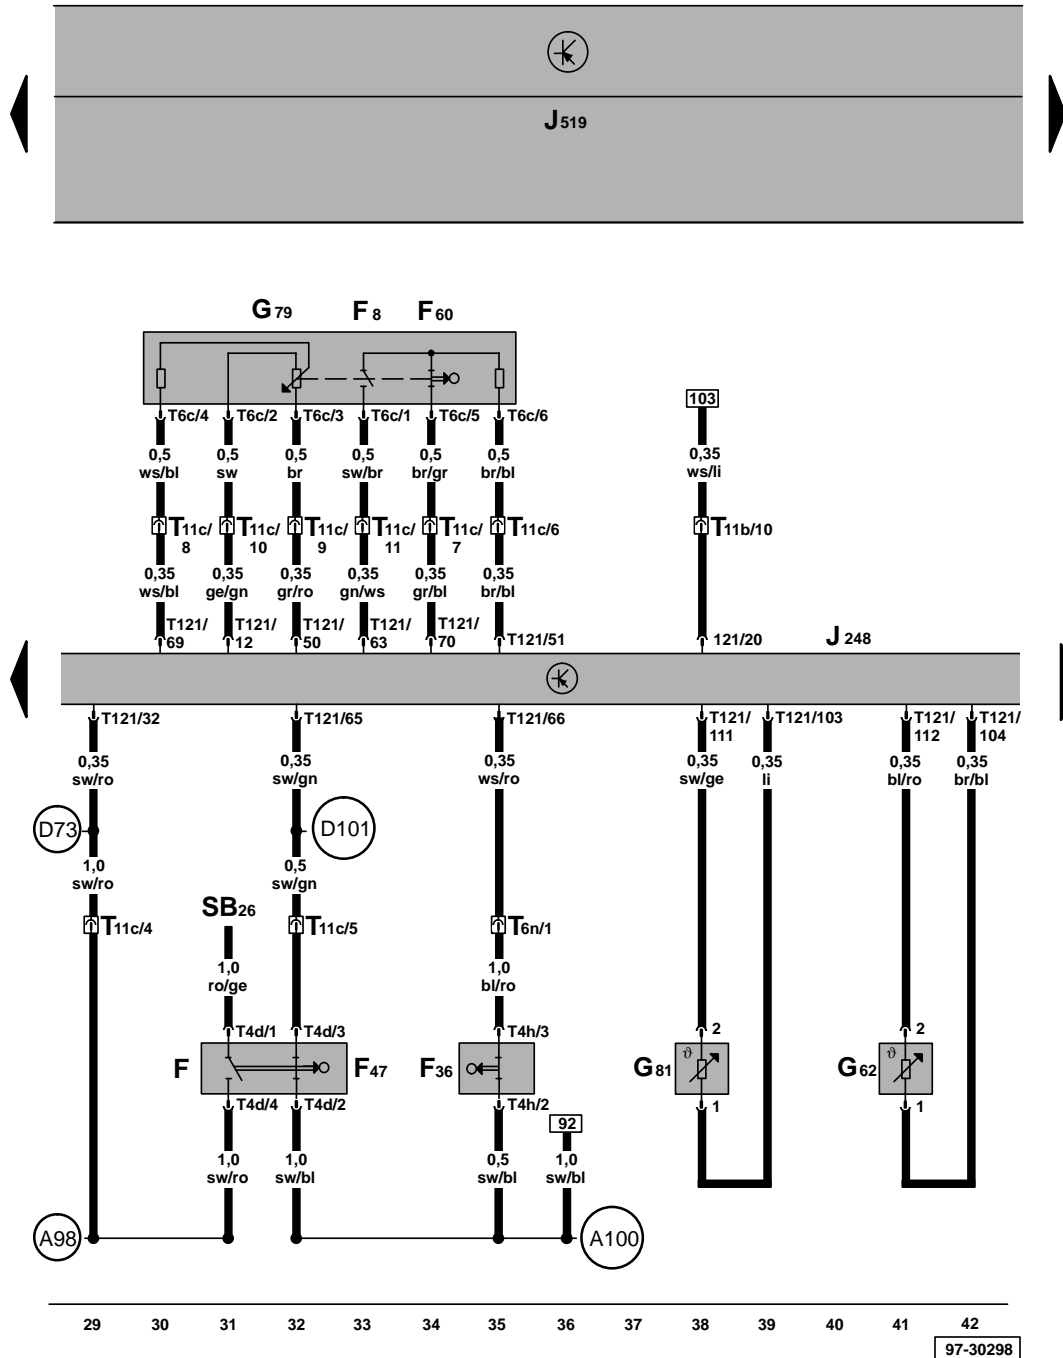 J 519
G 79 F 8 F 60
T6c/4 T6c/2 T6c/3 T6c/1 T6c/5 T6c/6
103
0,5 0,5 0,5 0,5 0,5 0,5 0,35
ws/bl sw br sw/br br/gr br/bl ws/li
T11c/ T11c/ T11c/ T11c/ T11c/ T11c/6 T11b/10
8 10 9 11 7
0,35 0,35 0,35 0,35 0,35 0,35
ws/bl ge/gn gr/ro gn/ws gr/bl br/bl
T121/ T121/ T121/ T121/ T121/ T121/51 121/20 J 248
69 12 50 63 70
T121/32 T121/65 T121/66 T121/ T121/103 T121/ T121/
111 112 104
0,35 0,35 0,35 0,35 0,35 0,35 0,35
sw/ro sw/gn ws/ro sw/ge li bl/ro br/bl
D73 D101
1,0 0,5
sw/ro sw/gn
SB26
T11c/4 T11c/5 T6n/1
1,0 1,0
ro/ge bl/ro
T4d/1 T4d/3 T4h/3 2 2
F F47 F36 ϑ G81 ϑ G62
T4d/4 T4d/2 T4h/2 1 1
92
1,0 1,0 0,5 1,0
sw/ro sw/bl sw/bl sw/bl
A98 A100
29 30 31 32 33 34 35 36 37 38 39 40 41 42
97-30298